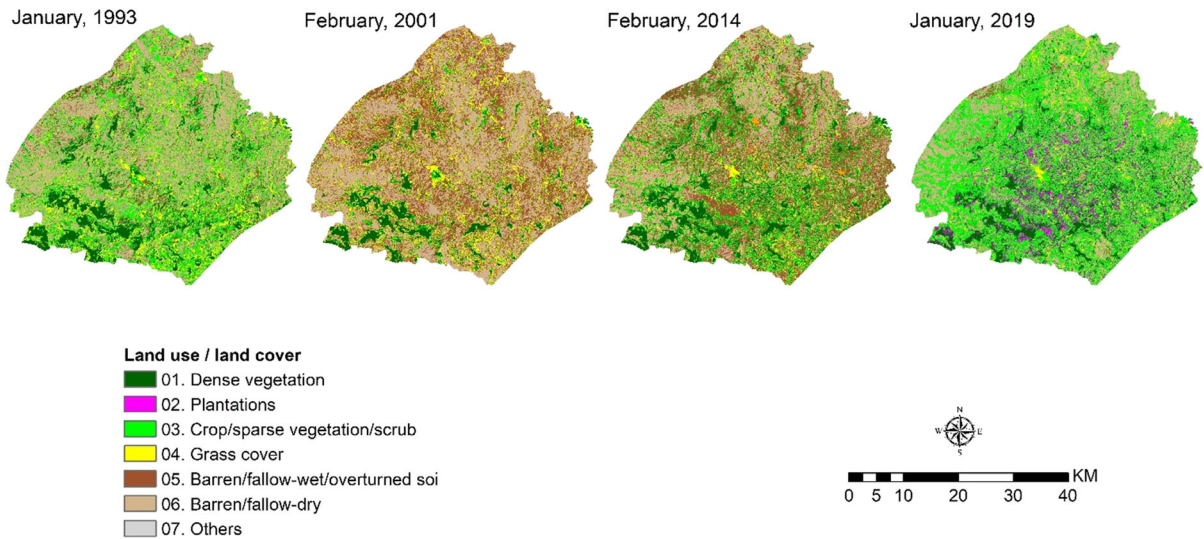 January, 1993
February, 2001
February, 2014
January, 2019
Land use / land cover
01. Dense vegetation
02. Plantations
03. Crop/sparse vegetation/scrub
04. Grass cover
05. Barren/fallow-wet/overturned soi
06. Barren/fallow-dry
07. Others
N
W E
S
KM
0 5 10 20 30 40